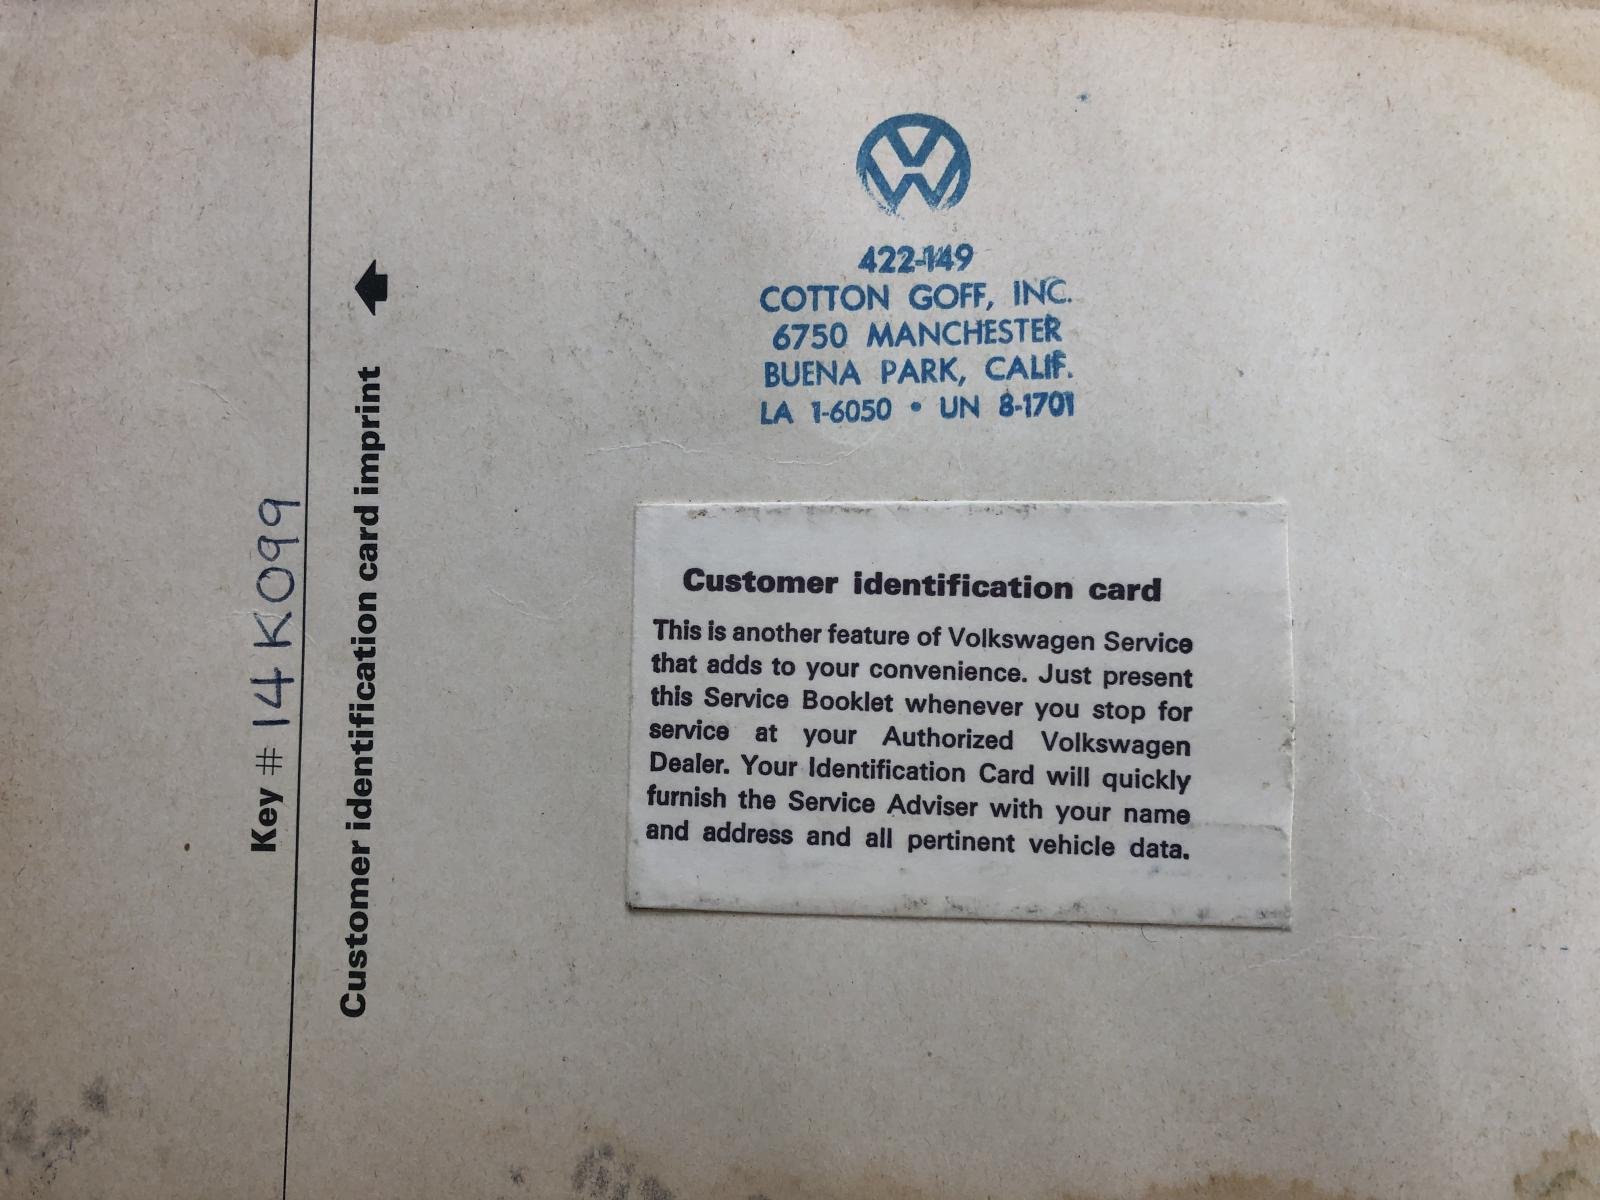 422-149
COTTON GOFF, INC.
6750 MANCHESTER
BUENA PARK, CALIF.
LA 1-6050 • UN 8-1701
Customer identification card
This is another feature of Volkswagen Service
that adds to your convenience. Just present
this Service Booklet whenever you stop for
service at your Authorized Volkswagen
Dealer. Your Identification Card will quickly
furnish the Service Adviser with your name
and address and all pertinent vehicle data.
Key # 14K099
Customer identification card imprint